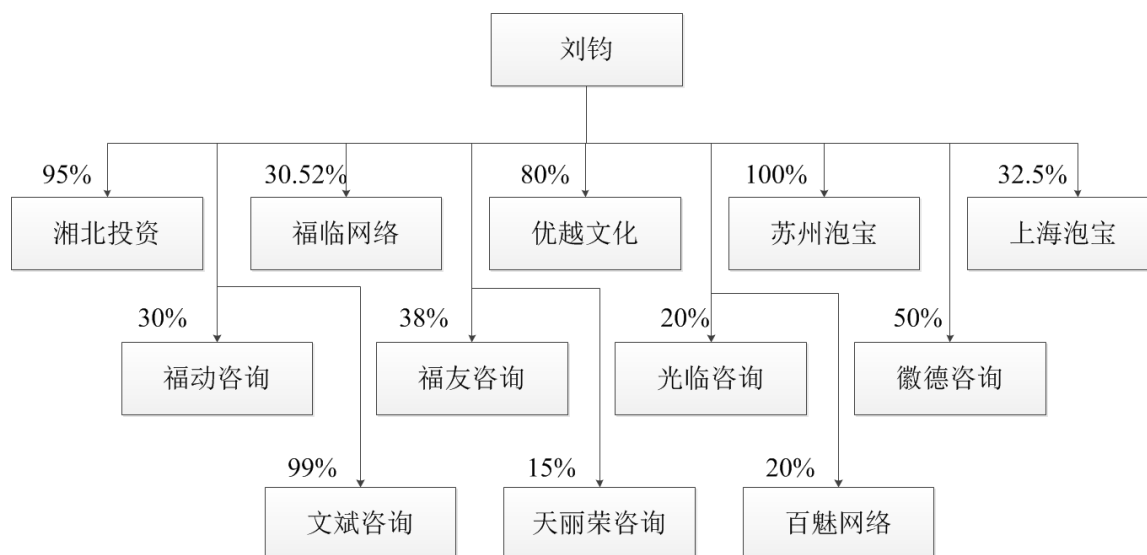 刘钧
95%
30.52%
80%
100%
32.5%
湘北投资
福临网络
优越文化
苏州泡宝
上海泡宝
30%
38%
20%
50%
福动咨询
福友咨询
光临咨询
徽德咨询
99%
15%
20%
文斌咨询
天丽荣咨询
百魅网络